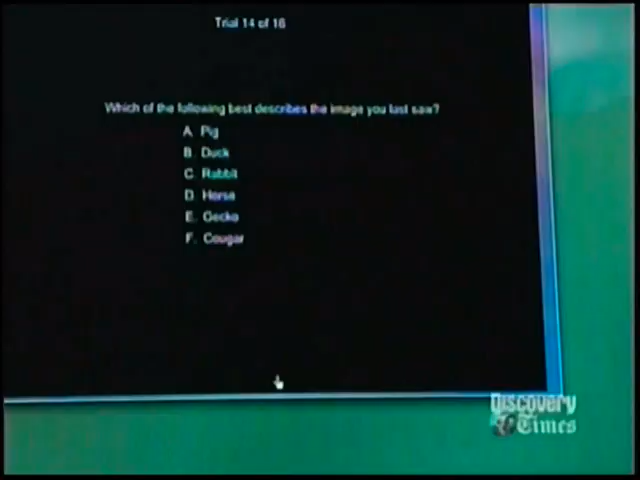 Trial 14 of 16
Which of the following best describes the image you last saw?
A. Pig
B. Duck
C. Rabbit
D. Horse
E. Gecko
F. Cougar
Discovery
Times